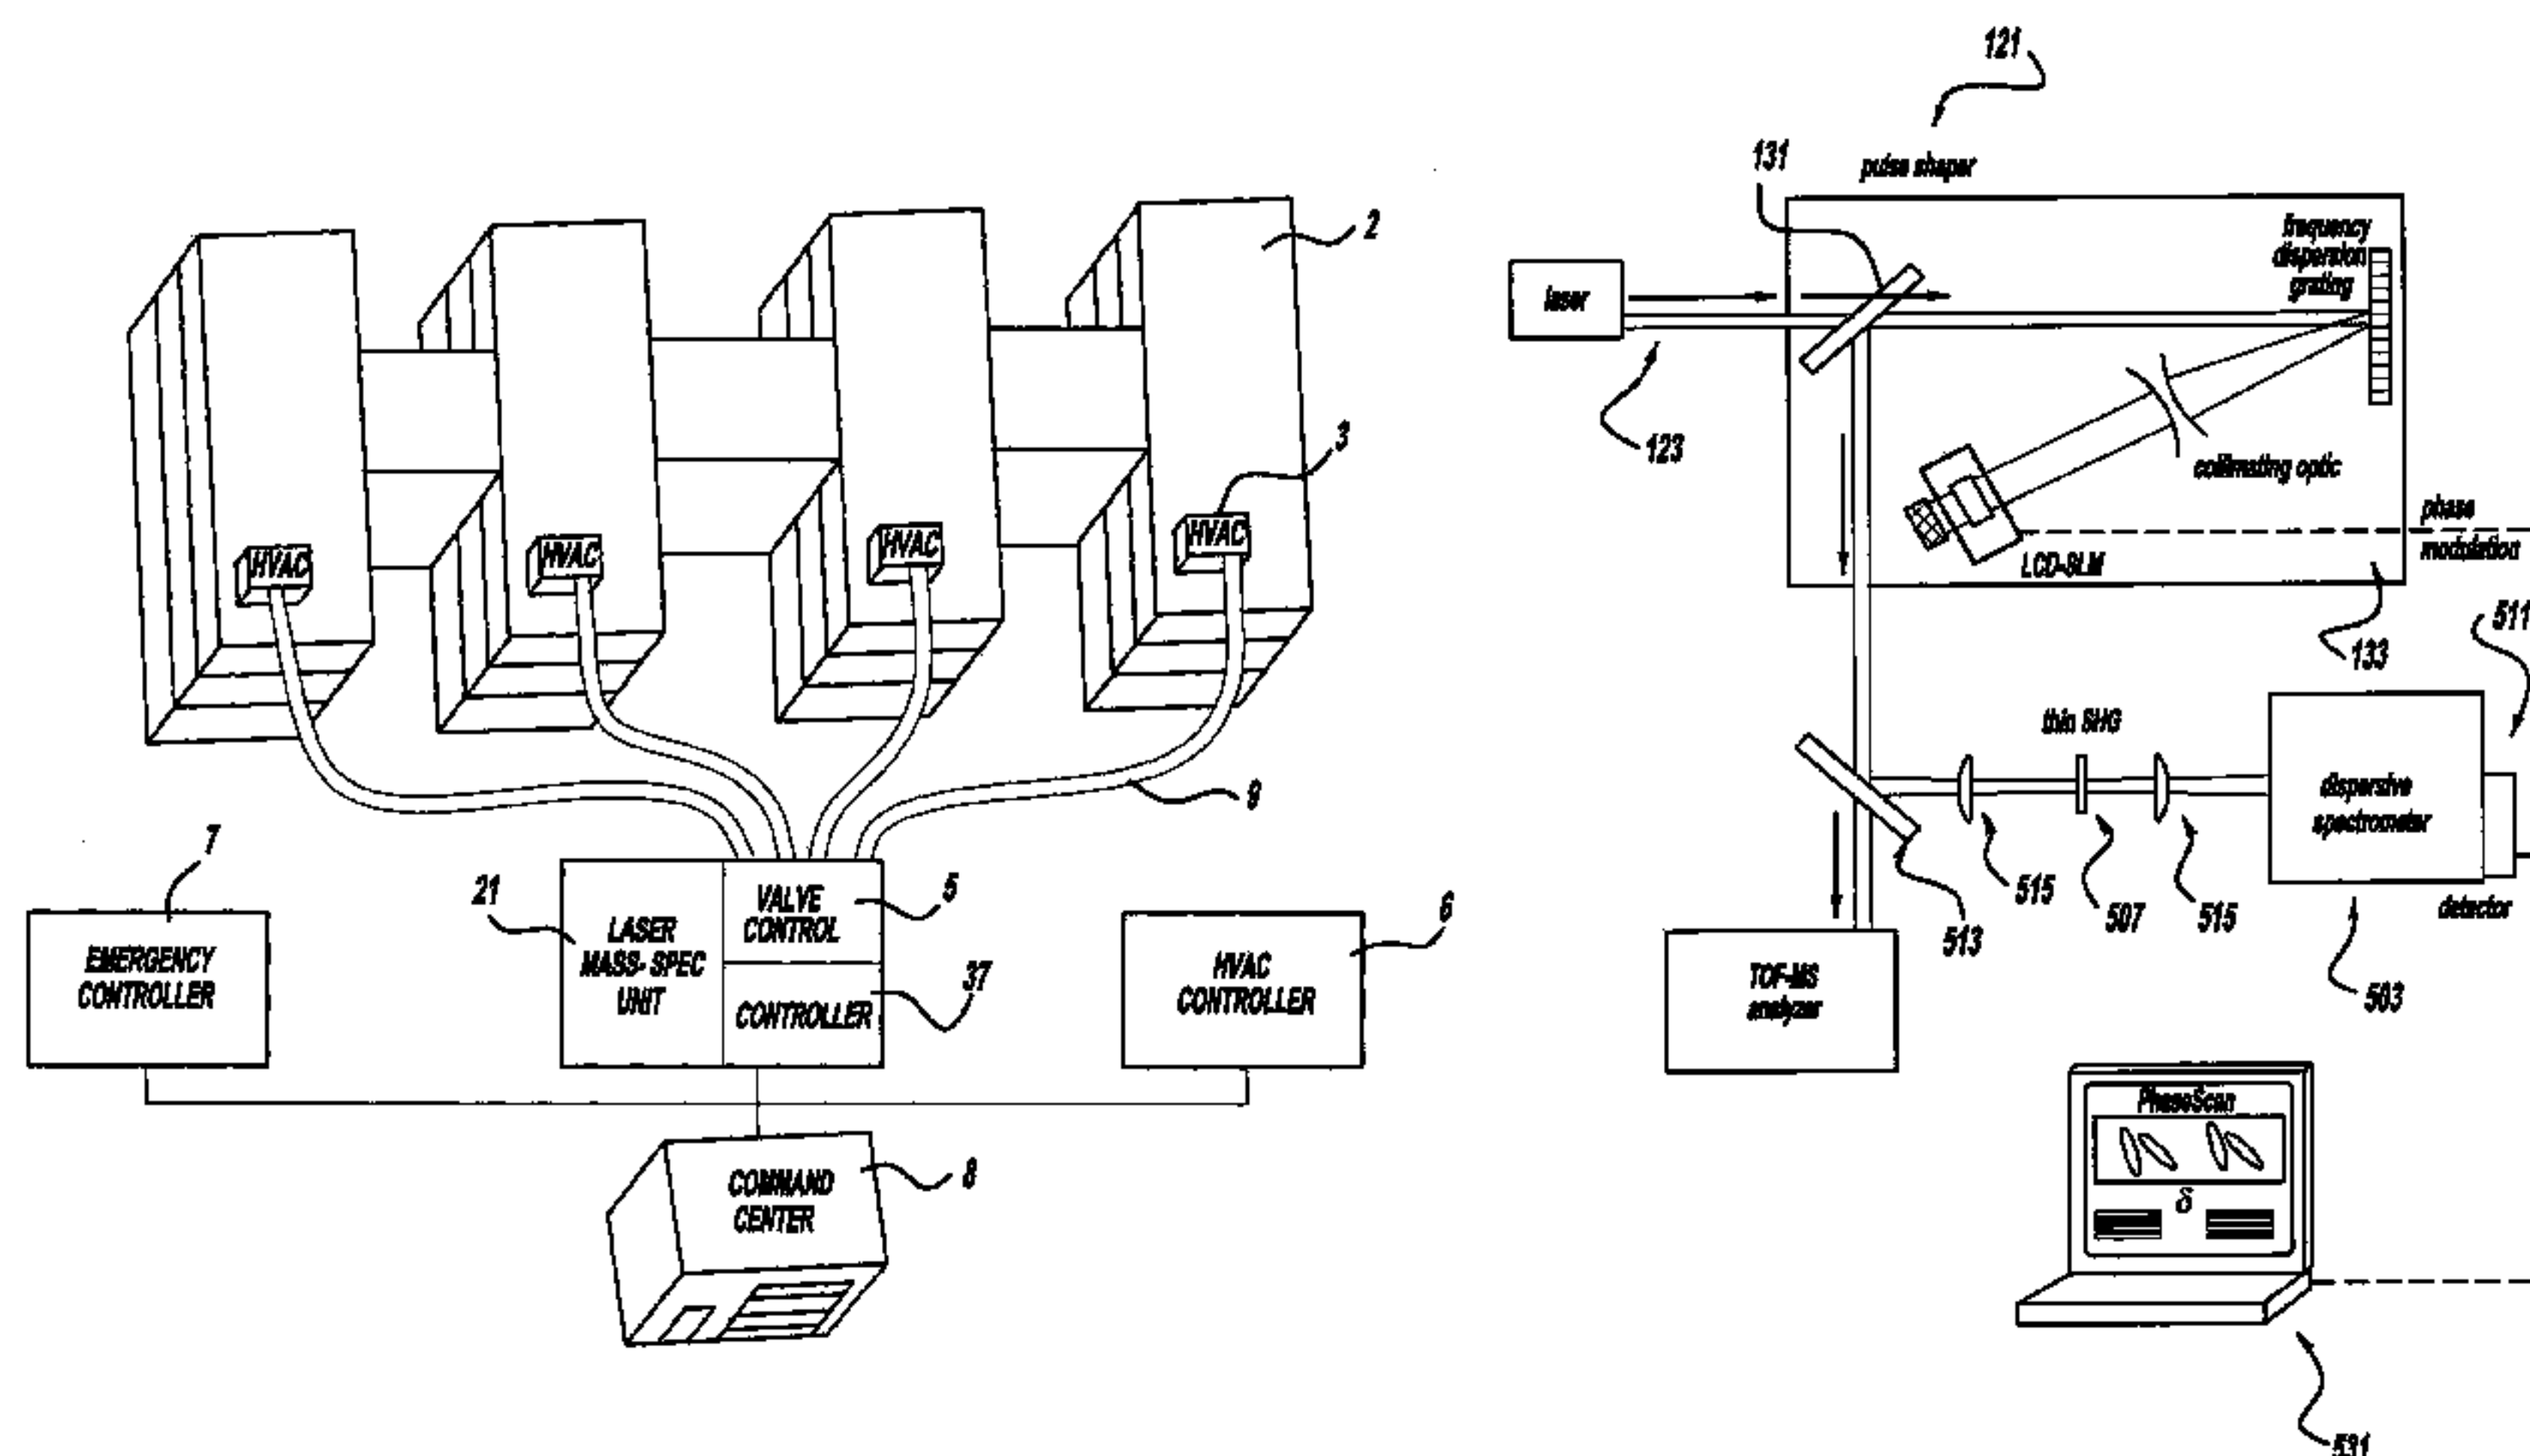 2
3
HVAC
HVAC
HVAC
HVAC
9
7
EMERGENCY
CONTROLLER
21
LASER
MASS-SPEC
UNIT
VALVE
CONTROL
5
37
CONTROLLER
6
HVAC
CONTROLLER
COMMAND
CENTER
8
121
131
pulse shaper
laser
123
frequency
dispersion
grating
collimating optic
LCD-SLM
phase
modulation
133
511
thin SHG
dispersive
spectrometer
515
507
515
513
detector
503
TOF-MS
analyzer
PhaseScan
δ
531